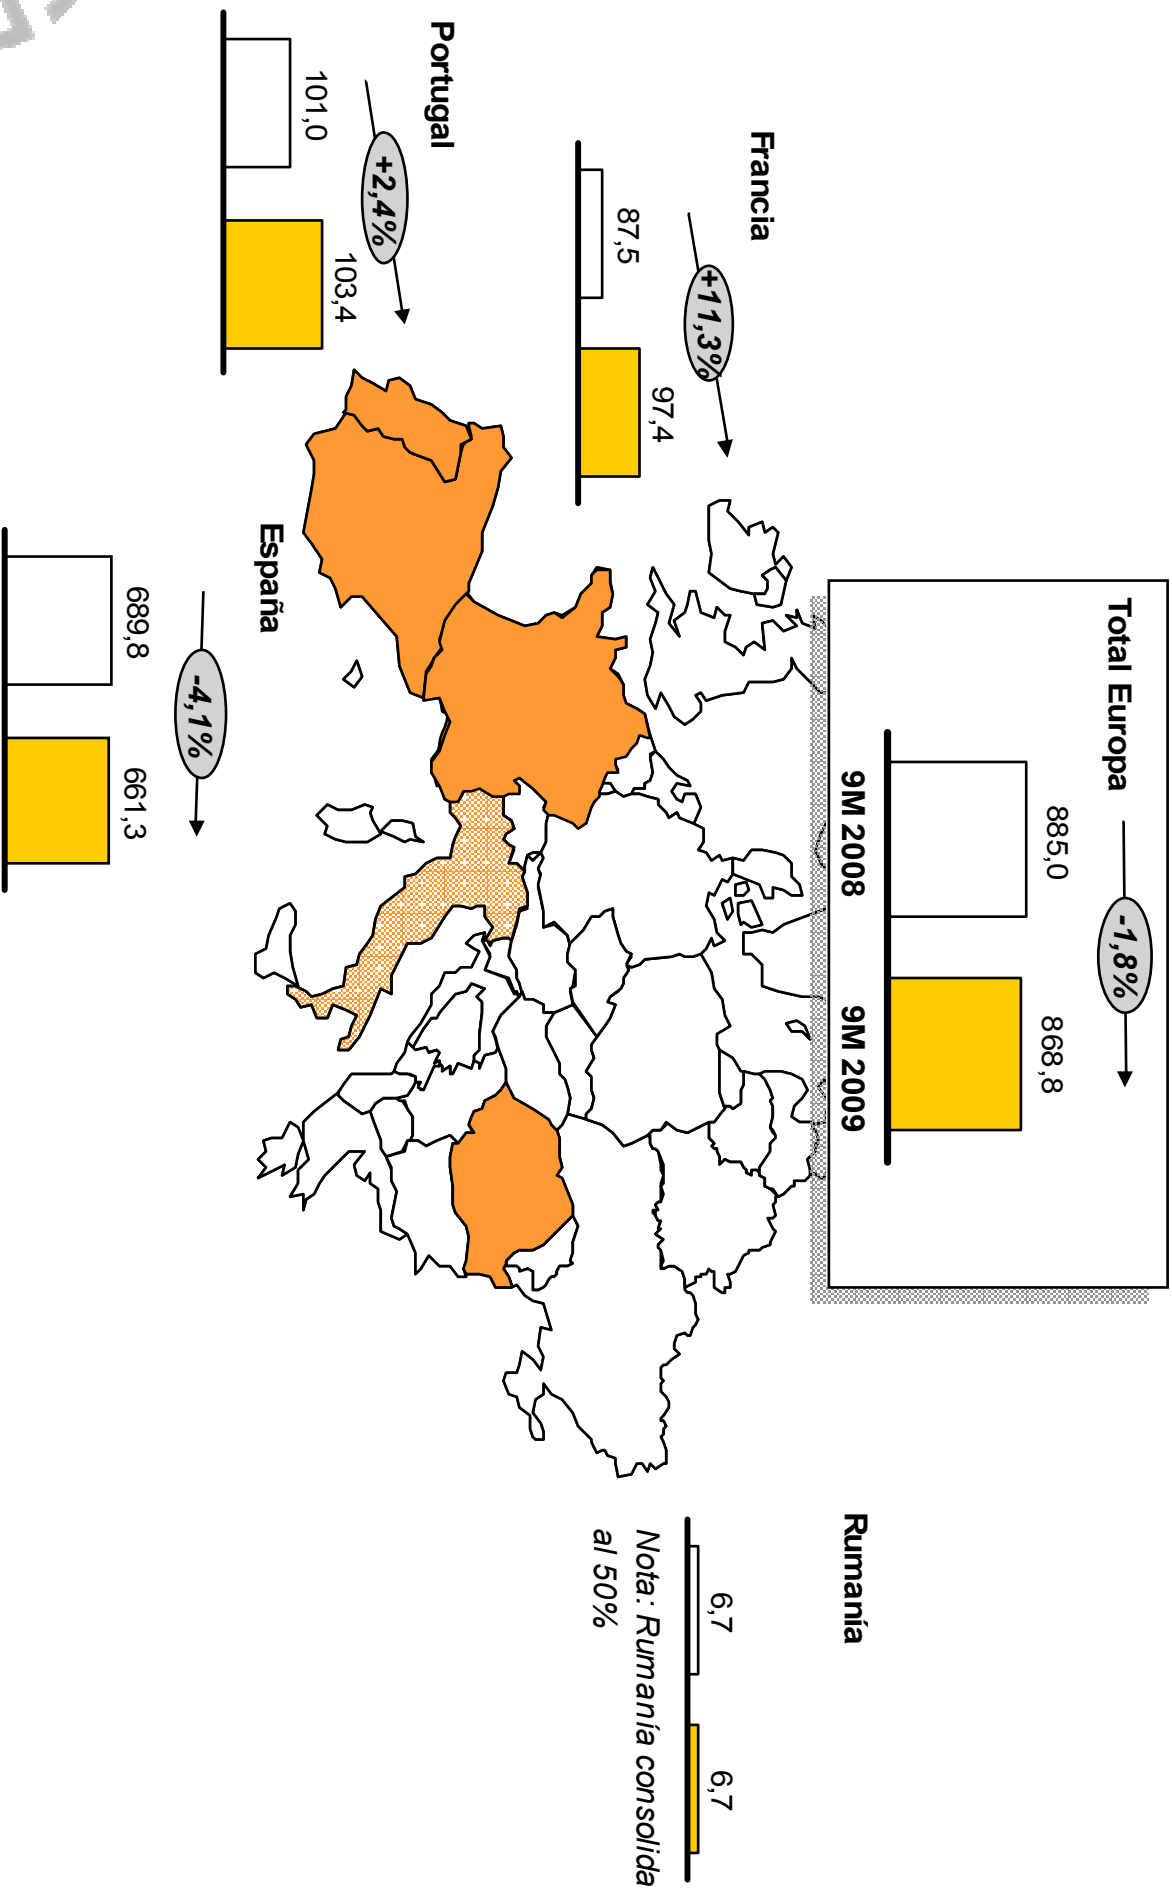 Total Europa
-1,8%
885,0
868,8
9M 2008
9M 2009
Francia
+11,3%
87,5
97,4
Rumanía
6,7
6,7
Nota: Rumanía consolida
al 50%
Portugal
+2,4%
101,0
103,4
España
-4,1%
689,8
661,3